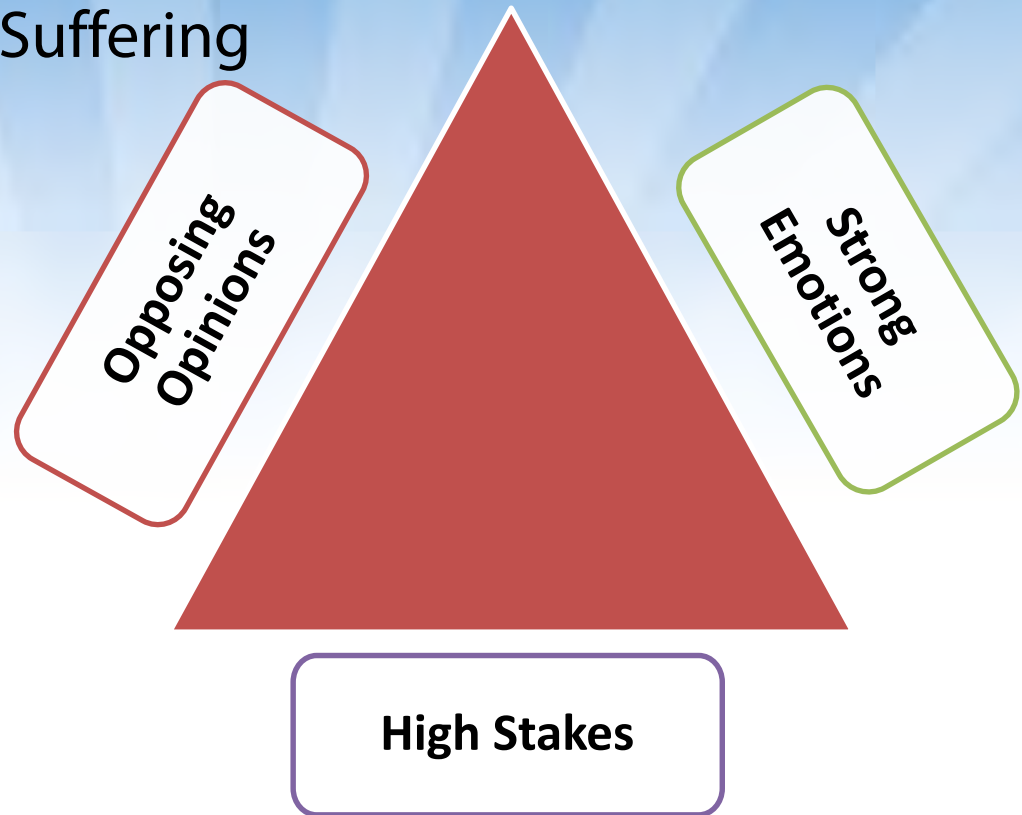 Suffering
Opposing
Opinions
Strong
Emotions
High Stakes